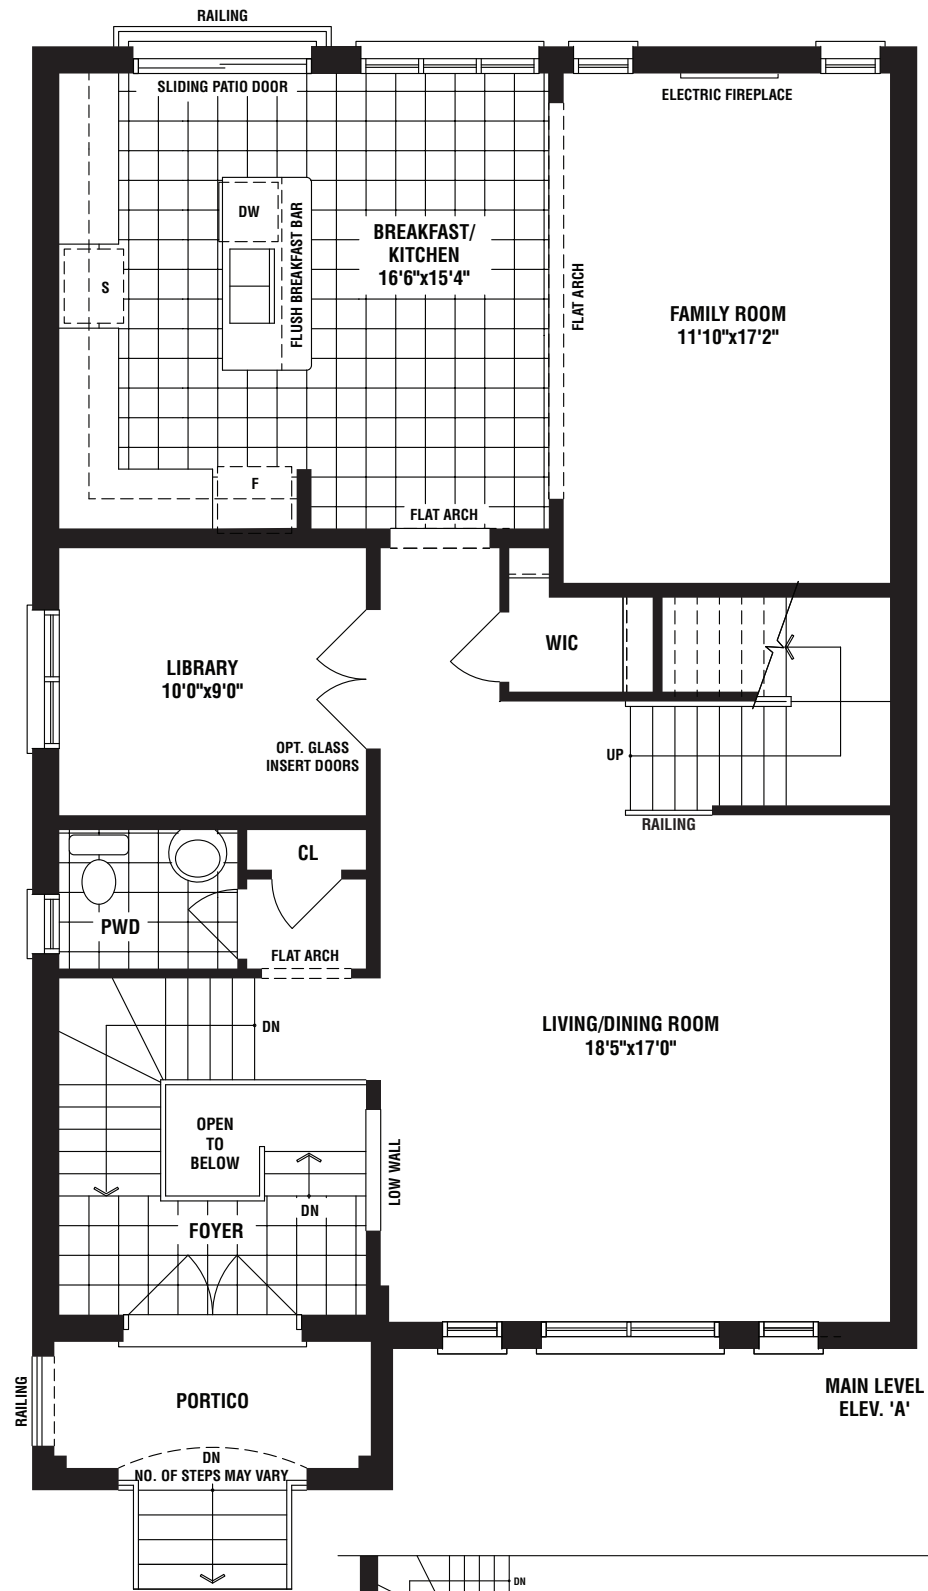 RAILING
SLIDING PATIO DOOR
ELECTRIC FIREPLACE
DW
FLUSH BREAKFAST BAR
BREAKFAST/
KITCHEN
16'6"x15'4"
S
FLAT ARCH
FAMILY ROOM
11'10"x17'2"
F
FLAT ARCH
WIC
LIBRARY
10'0"x9'0"
OPT. GLASS
INSERT DOORS
UP
RAILING
CL
PWD
FLAT ARCH
DN
LIVING/DINING ROOM
18'5"x17'0"
OPEN
TO
BELOW
LOW WALL
DN
FOYER
RAILING
PORTICO
MAIN LEVEL
ELEV. 'A'
DN
NO. OF STEPS MAY VARY
DN